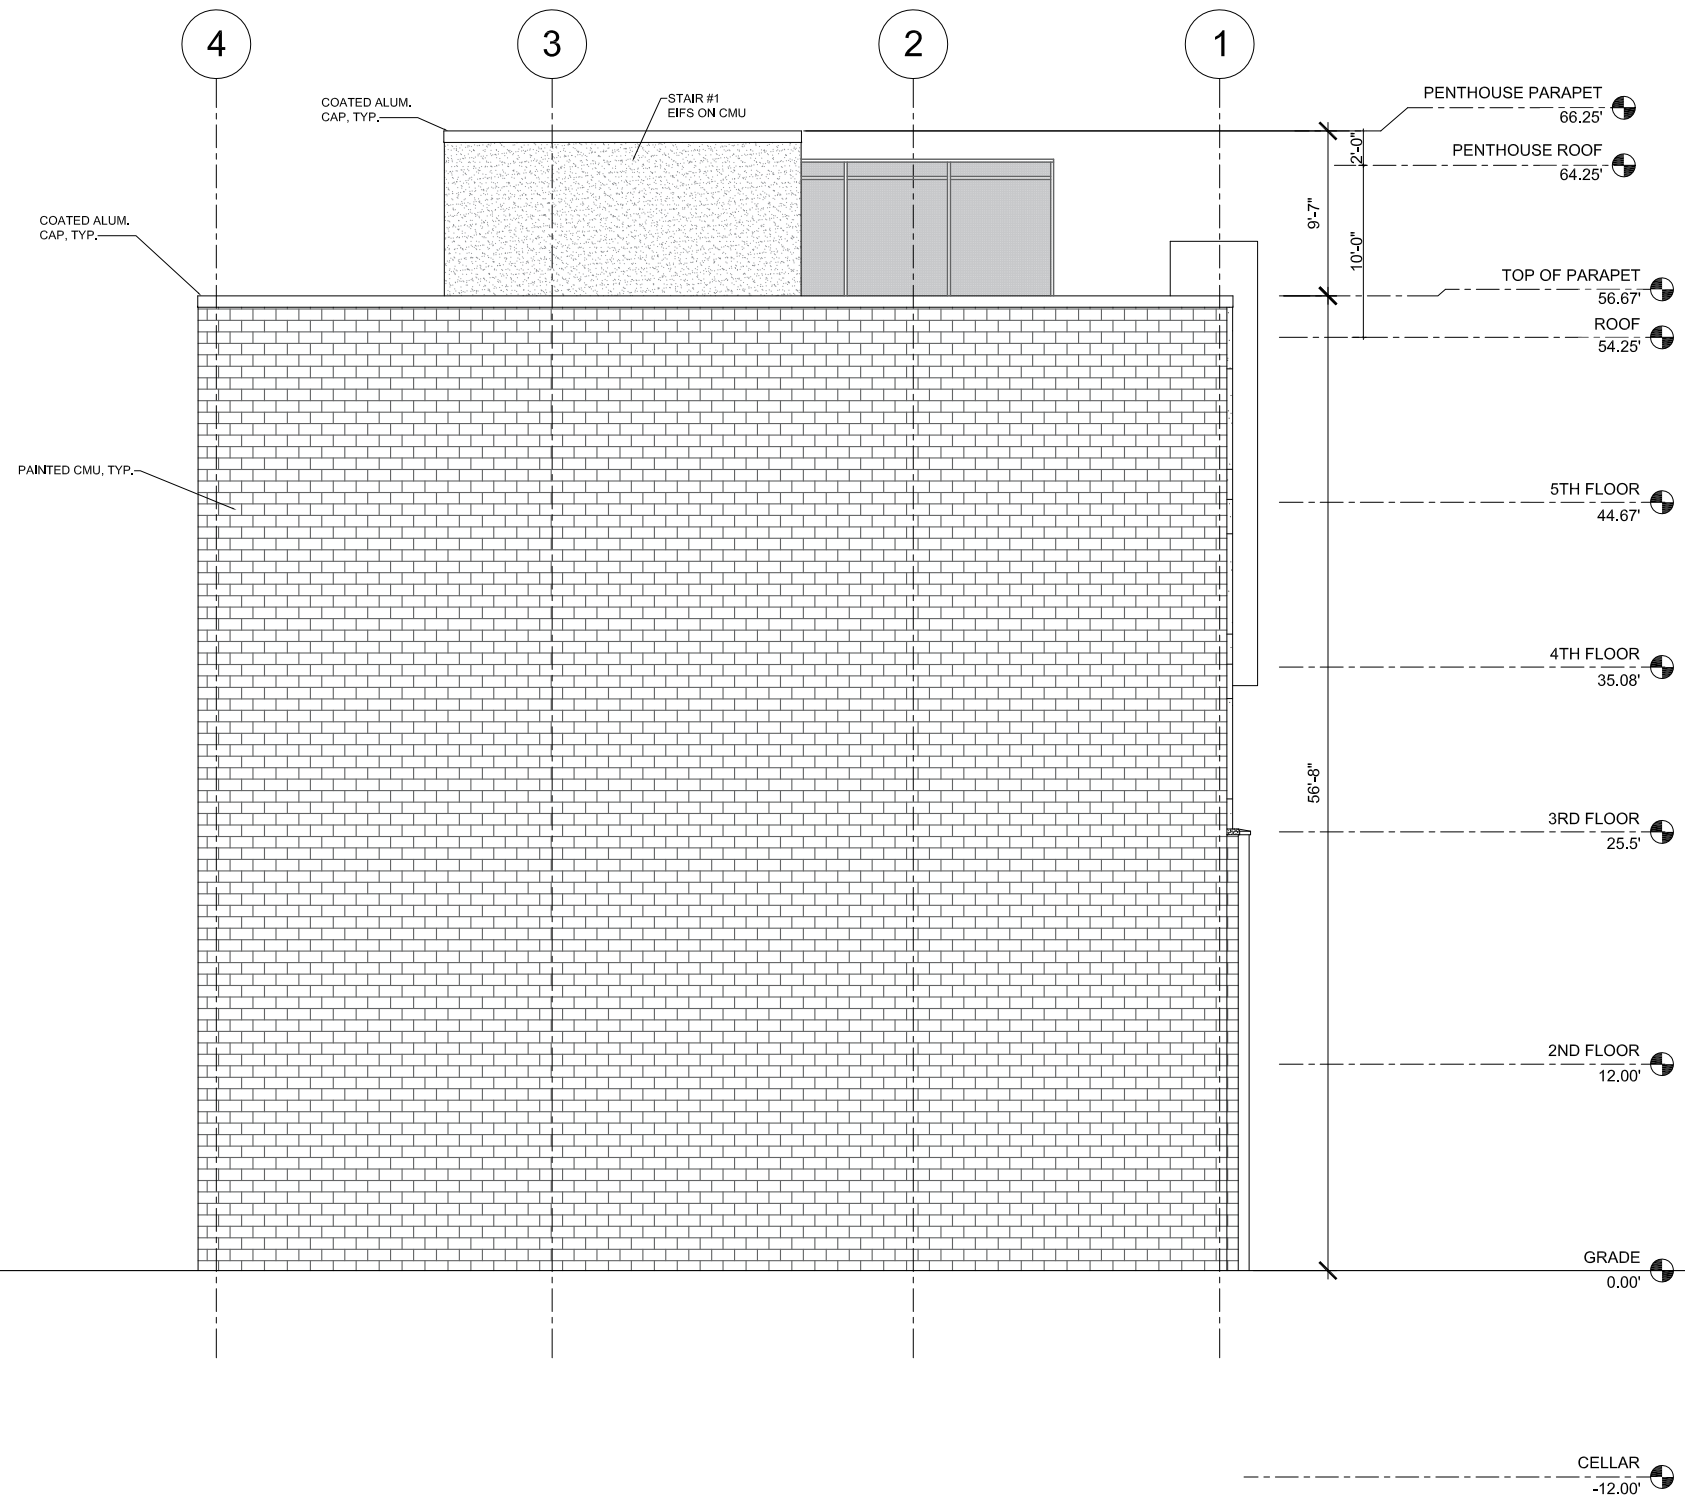 4
3
2
1
COATED ALUM.
CAP, TYP.
STAIR #1
EIFS ON CMU
PENTHOUSE PARAPET
66.25'
2'-0"
PENTHOUSE ROOF
64.25'
COATED ALUM.
CAP, TYP.
9'-7"
10'-0"
TOP OF PARAPET
56.67'
ROOF
54.25'
PAINTED CMU, TYP.
5TH FLOOR
44.67'
4TH FLOOR
35.08'
56'-8"
3RD FLOOR
25.5'
2ND FLOOR
12.00'
GRADE
0.00'
CELLAR
-12.00'